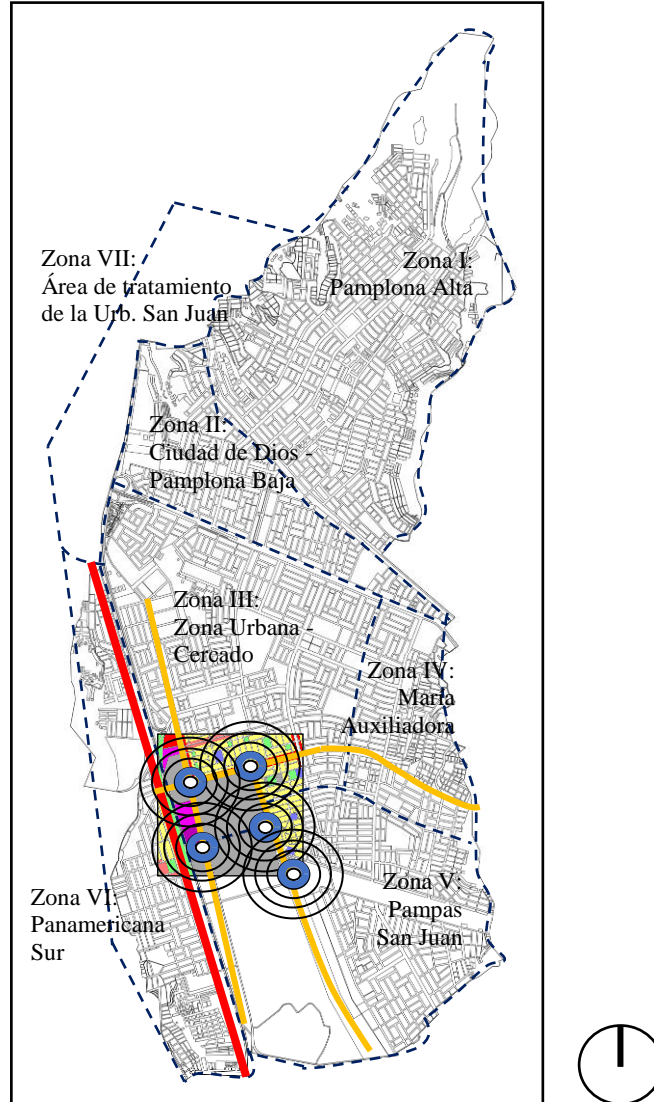 Zona VII:
Área de tratamiento
de la Urb. San Juan
Zona I:
Pamplona Alta
Zona II:
Ciudad de Dios -
Pamplona Baja
Zona III:
Zona Urbana -
Cercado
Zona IV:
María
Auxiliadora
Zona V:
Pampas
San Juan
Zona VI:
Panamericana
Sur